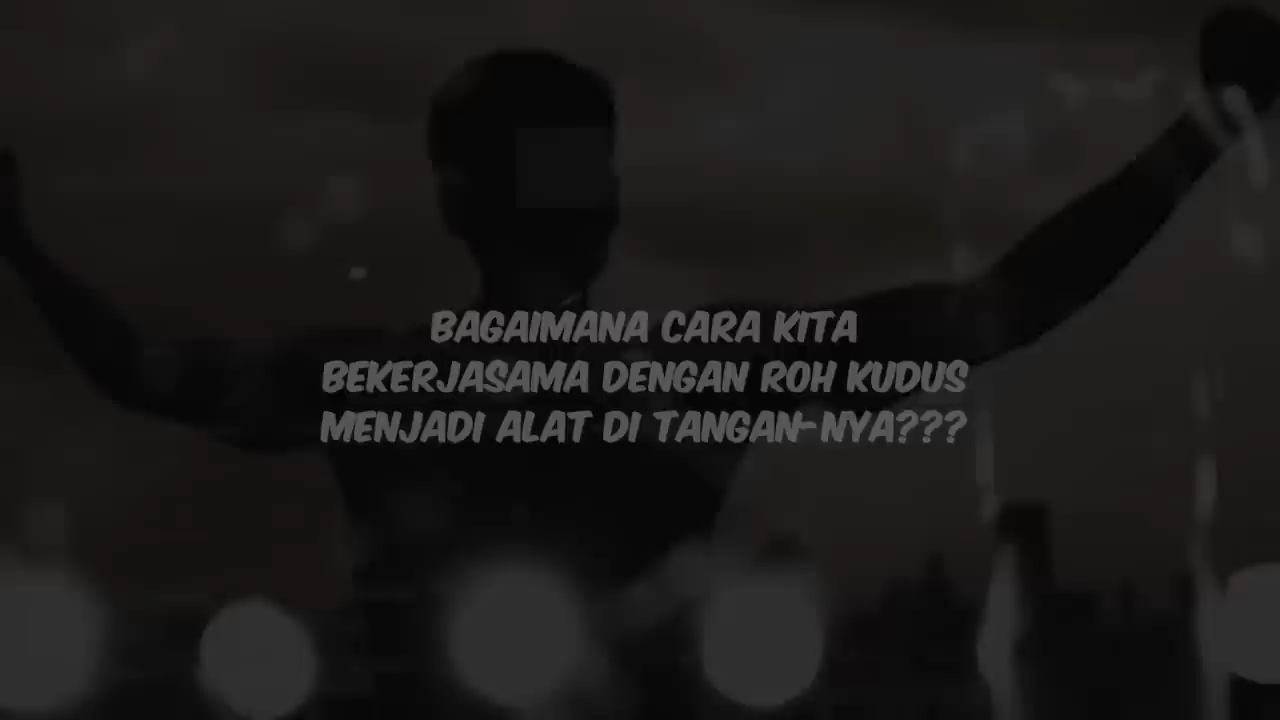 BAGAIMANA CARA KITA
BEKERJASAMA DENGAN ROH KUDUS
MENJADI ALAT DI TANGAN-NYA???